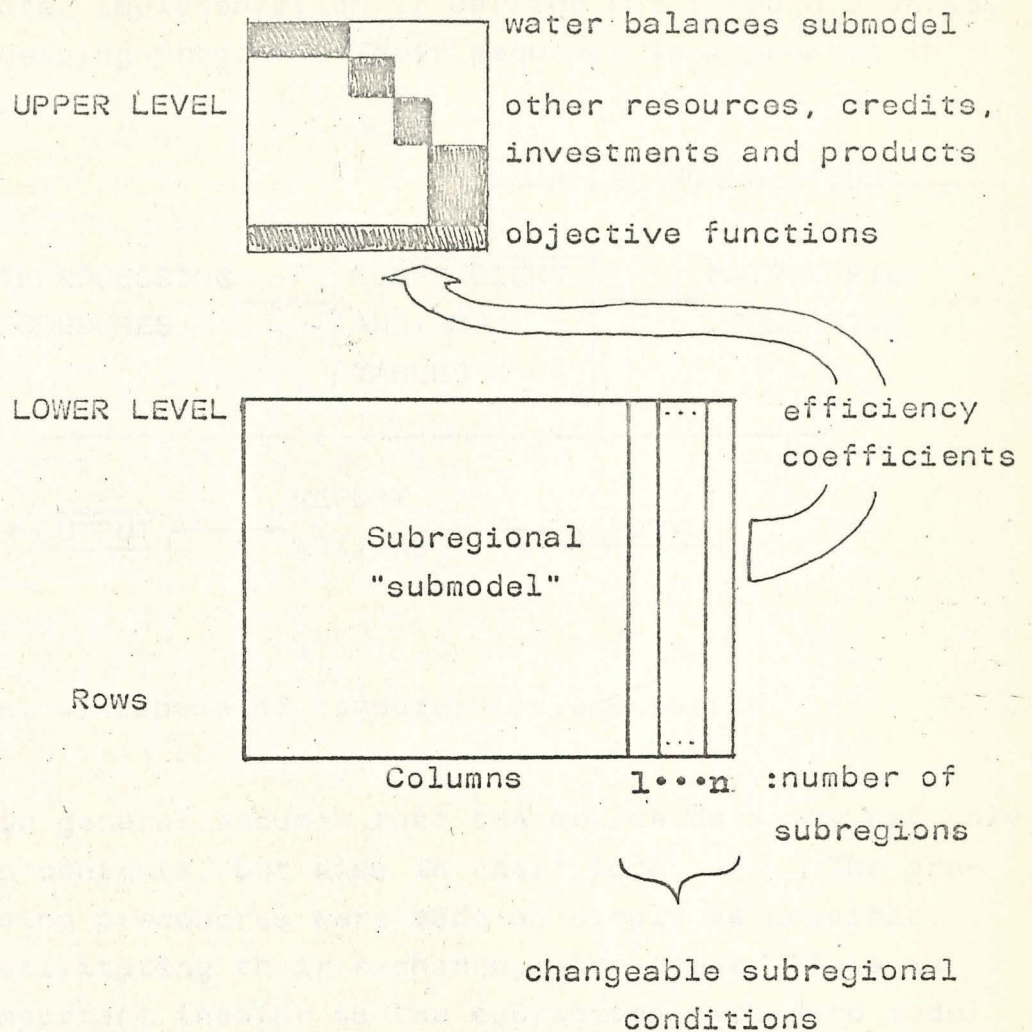 water balances submodel
UPPER LEVEL
other resources, credits,
investments and products
objective functions
LOWER LEVEL
efficiency
coefficients
...
Subregional
"submodel"
Rows
...
Columns
1•••n :number of
subregions
changeable subregional
conditions